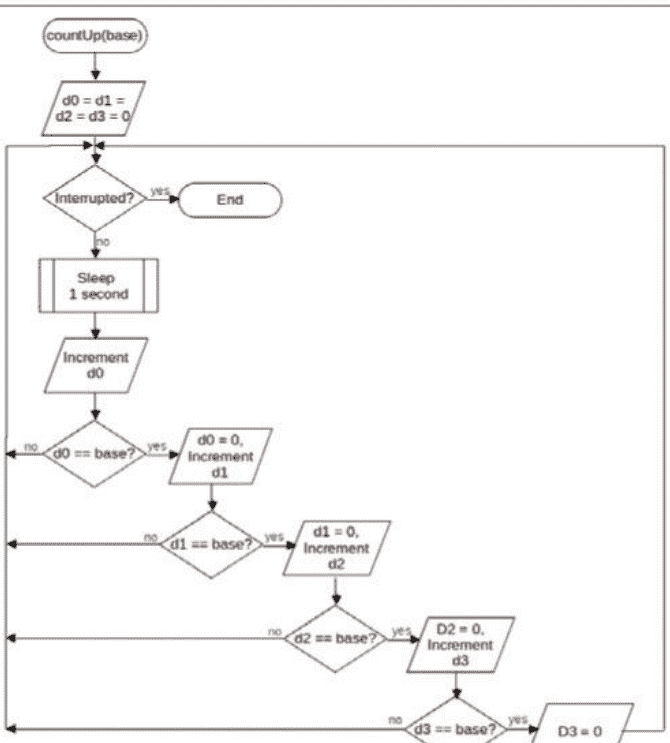 countUp(base)
d0 = d1 =
d2 = d3 = 0
Interrupted?
yes
End
no
Sleep
1 second
Increment
d0
no
d0 == base?
yes
d0 = 0,
Increment
d1
no
d1 == base?
yes
d1 = 0,
Increment
d2
no
d2 == base?
yes
D2 = 0,
Increment
d3
no
d3 == base?
yes
D3 = 0